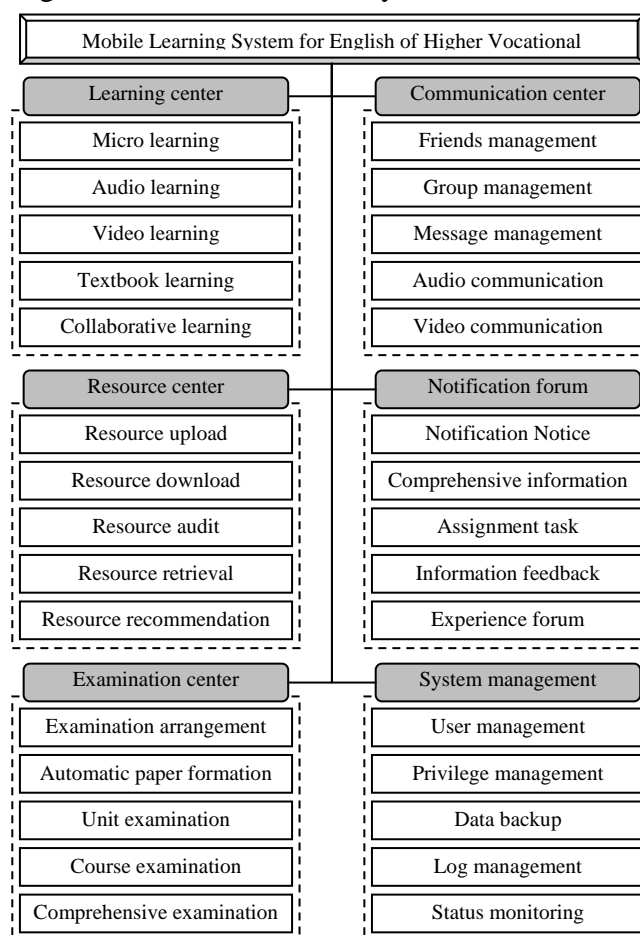 Mobile Learning System for English of Higher Vocational
Learning center
Micro learning
Audio learning
Video learning
Textbook learning
Collaborative learning
Communication center
Friends management
Group management
Message management
Audio communication
Video communication
Resource center
Resource upload
Resource download
Resource audit
Resource retrieval
Resource recommendation
Notification forum
Notification Notice
Comprehensive information
Assignment task
Information feedback
Experience forum
Examination center
Examination arrangement
Automatic paper formation
Unit examination
Course examination
Comprehensive examination
System management
User management
Privilege management
Data backup
Log management
Status monitoring